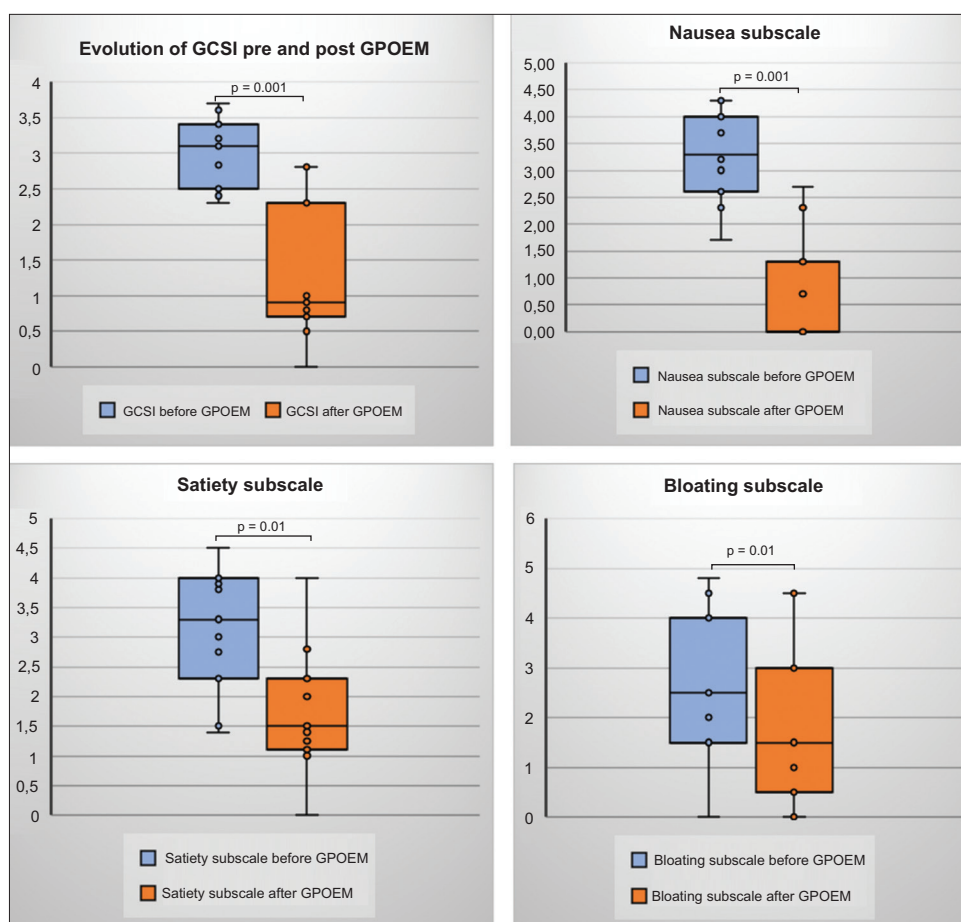 Evolution of GCSI pre and post GPOEM
p = 0.001
4
3,5
3
2,5
2
1,5
1
0,5
0
GCSI before GPOEM GCSI after GPOEM
Nausea subscale
p = 0.001
5,00
4,50
4,00
3,50
3,00
2,50
2,00
1,50
1,00
0,50
0,00
Nausea subscale before GPOEM
Nausea subscale after GPOEM
Satiety subscale
p = 0.01
5
4,5
4
3,5
3
2,5
2
1,5
1
0,5
0
Satiety subscale before GPOEM
Satiety subscale after GPOEM
Bloating subscale
p = 0.01
6
5
4
3
2
1
0
Bloating subscale before GPOEM
Bloating subscale after GPOEM